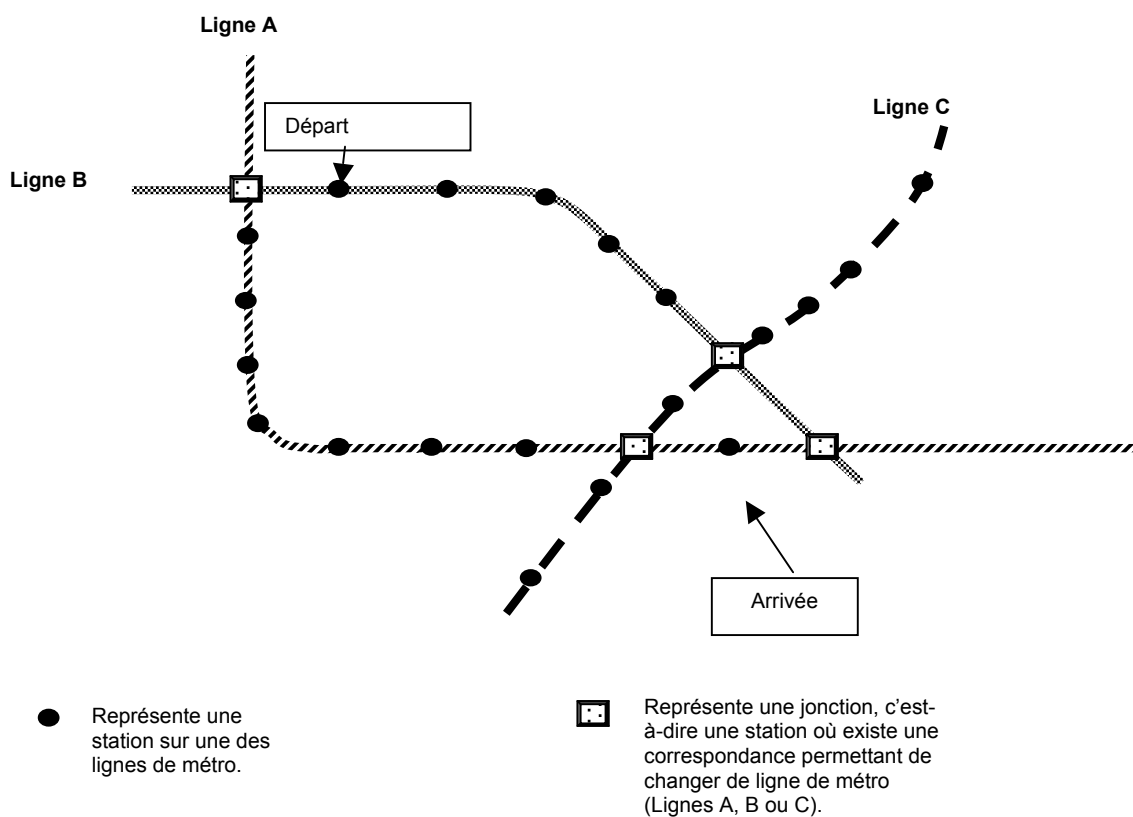 Ligne A
Départ
Ligne C
Ligne B
Arrivée
Représente une
station sur une des
lignes de métro.
Représente une jonction, c'est-
à-dire une station où existe une
correspondance permettant de
changer de ligne de métro
(Lignes A, B ou C).